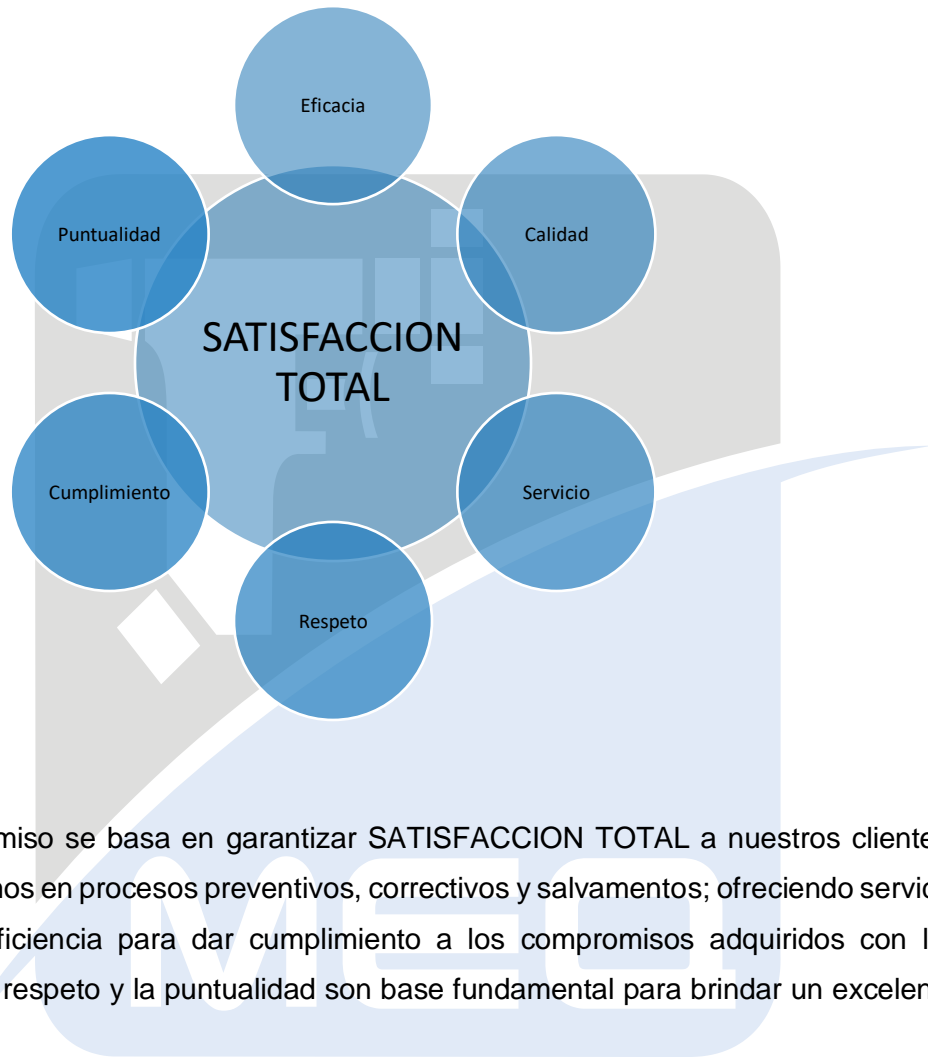 Eficacia
Puntualidad
Calidad
SATISFACCION
TOTAL
Cumplimiento
Servicio
Respeto
miso se basa en garantizar SATISFACCION TOTAL a nuestros cliente
os en procesos preventivos, correctivos y salvamentos; ofreciendo servic
ficiencia para dar cumplimiento a los compromisos adquiridos con l
respeto y la puntualidad son base fundamental para brindar un excelen
MEQ